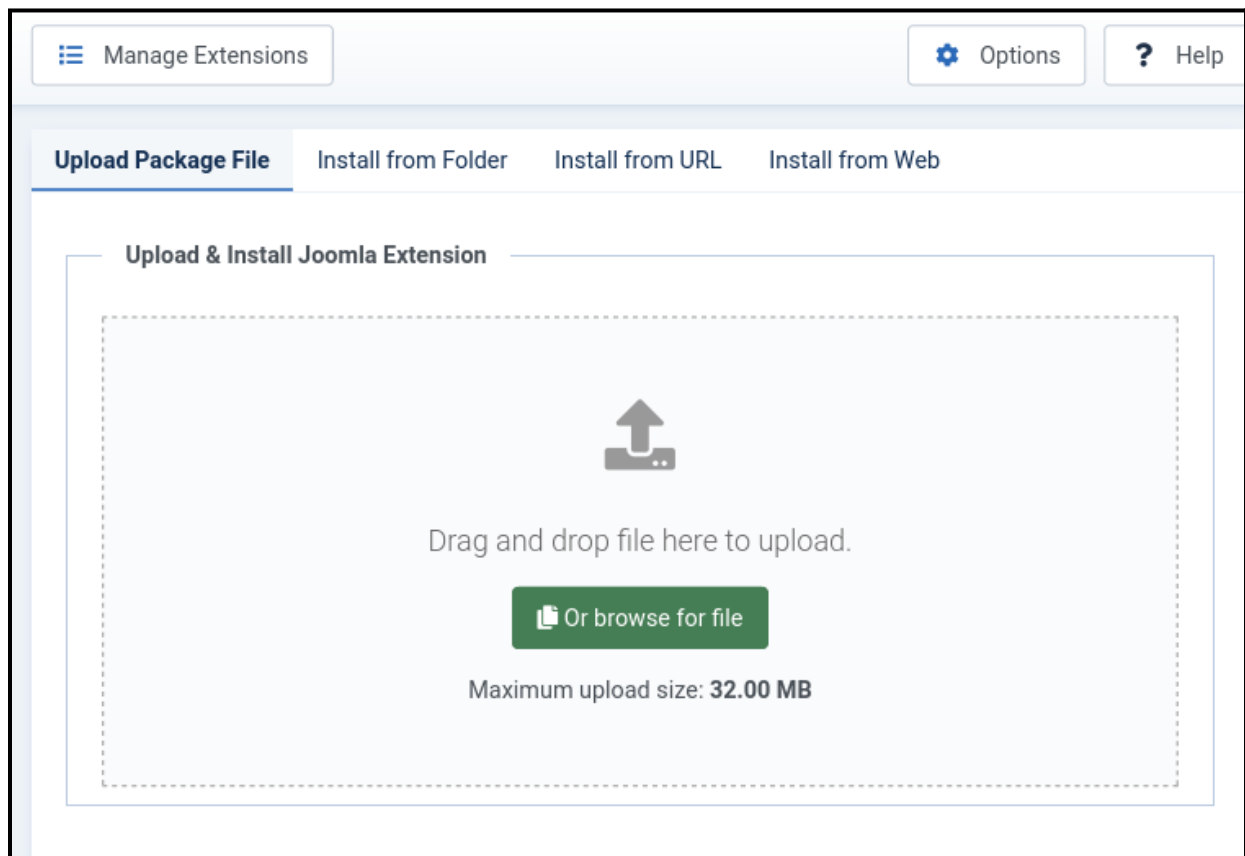 Manage Extensions
Options
Help
Upload Package File
Install from Folder
Install from URL
Install from Web
Upload & Install Joomla Extension
Drag and drop file here to upload.
Or browse for file
Maximum upload size: 32.00 MB